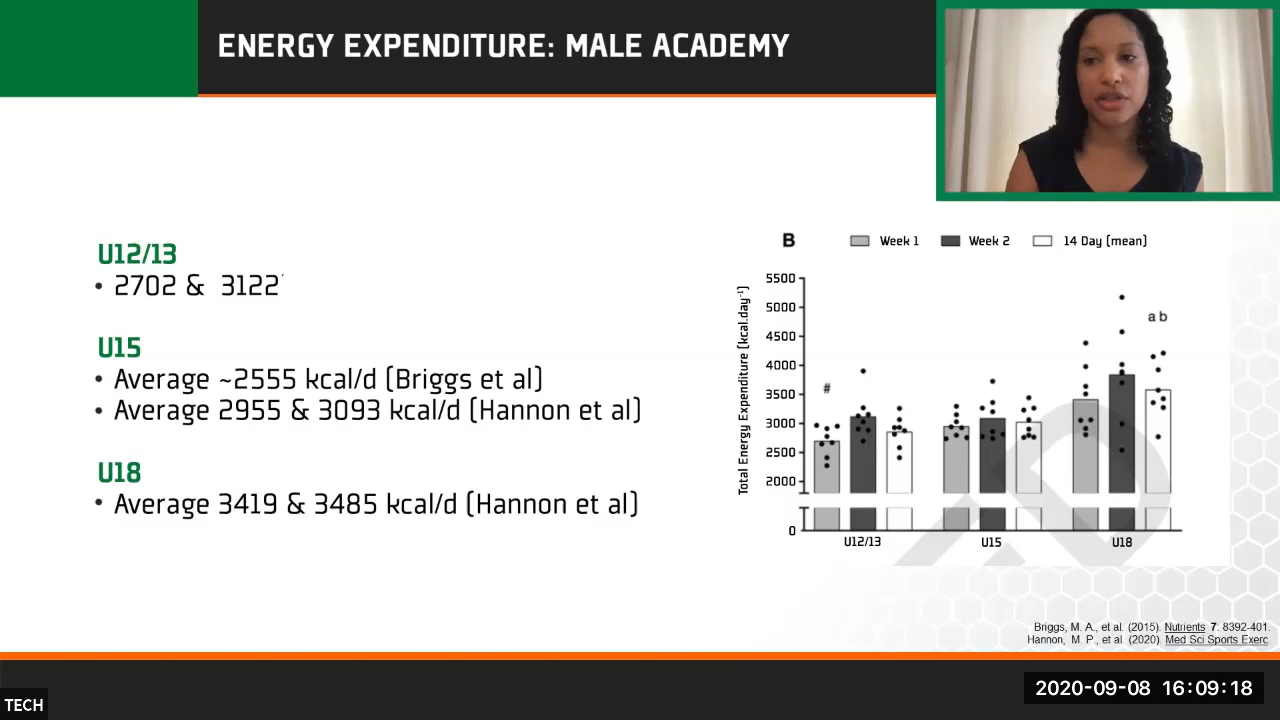 ENERGY EXPENDITURE: MALE ACADEMY
U12/13
• 2702 & 3122
U15
• Average ~2555 kcal/d (Briggs et al)
• Average 2955 & 3093 kcal/d (Hannon et al)
U18
• Average 3419 & 3485 kcal/d (Hannon et al)
B
Week 1
Week 2
14 Day (mean)
Total Energy Expenditure (kcal.day⁻¹)
5500
5000
4500
4000
3500
3000
2500
2000
0
#
a b
U12/13
U15
U18
Briggs, M. A., et al. (2015). Nutrients 7: 8392-401.
Hannon, M. P., et al. (2020). Med Sci Sports Exerc.
TECH
2020-09-08 16:09:18